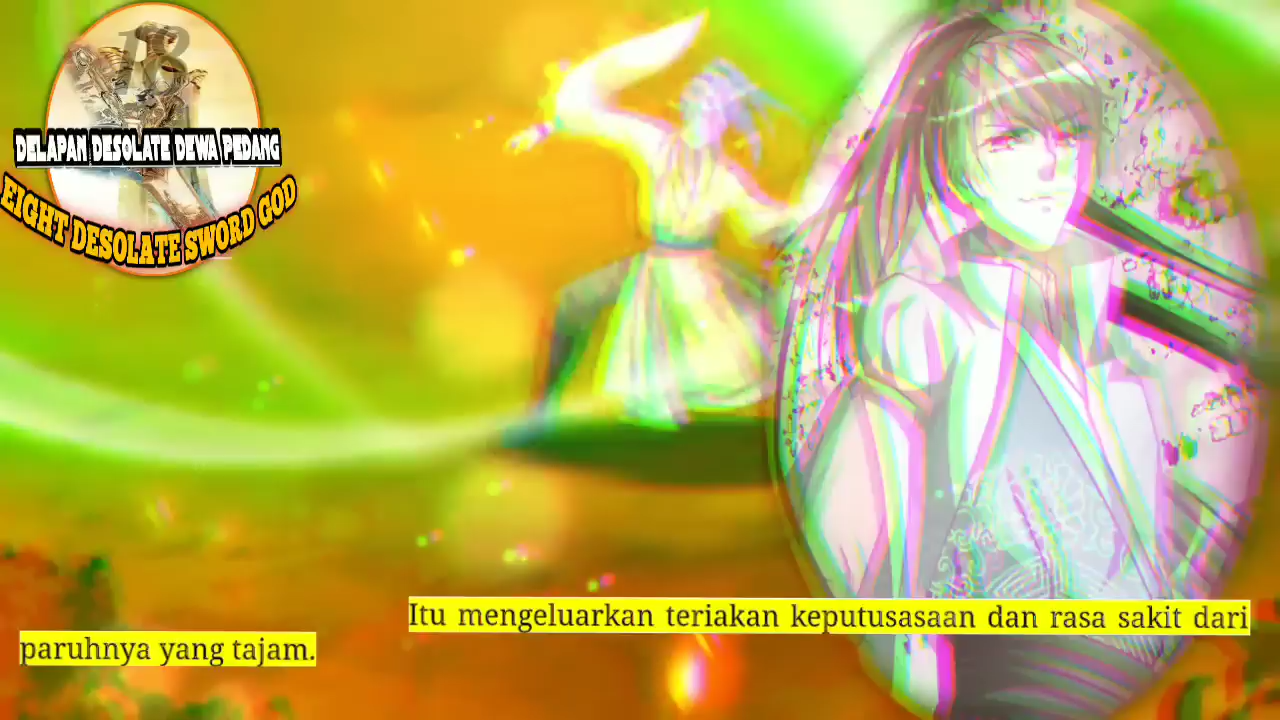 18
DELAPAN DESOLATE DEWA PEDANG
EIGHT DESOLATE SWORD GOD
Itu mengeluarkan teriakan keputusasaan dan rasa sakit dari
paruhnya yang tajam.